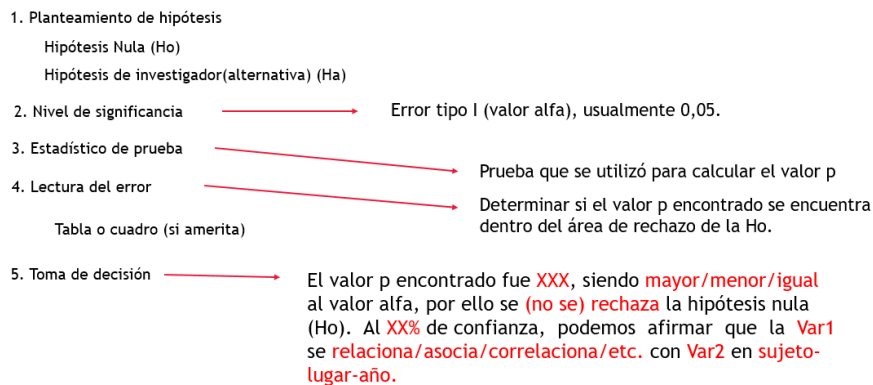 1. Planteamiento de hipótesis
Hipótesis Nula (Ho)
Hipótesis de investigador(alternativa) (Ha)
2. Nivel de significancia
Error tipo I (valor alfa), usualmente 0,05.
3. Estadístico de prueba
Prueba que se utilizó para calcular el valor p
4. Lectura del error
Determinar si el valor p encontrado se encuentra
dentro del área de rechazo de la Ho.
Tabla o cuadro (si amerita)
5. Toma de decisión
El valor p encontrado fue XXX, siendo mayor/menor/igual
al valor alfa, por ello se (no se) rechaza la hipótesis nula
(Ho). Al XX% de confianza, podemos afirmar que la Var1
se relaciona/asocia/correlaciona/etc. con Var2 en sujeto-
lugar-año.